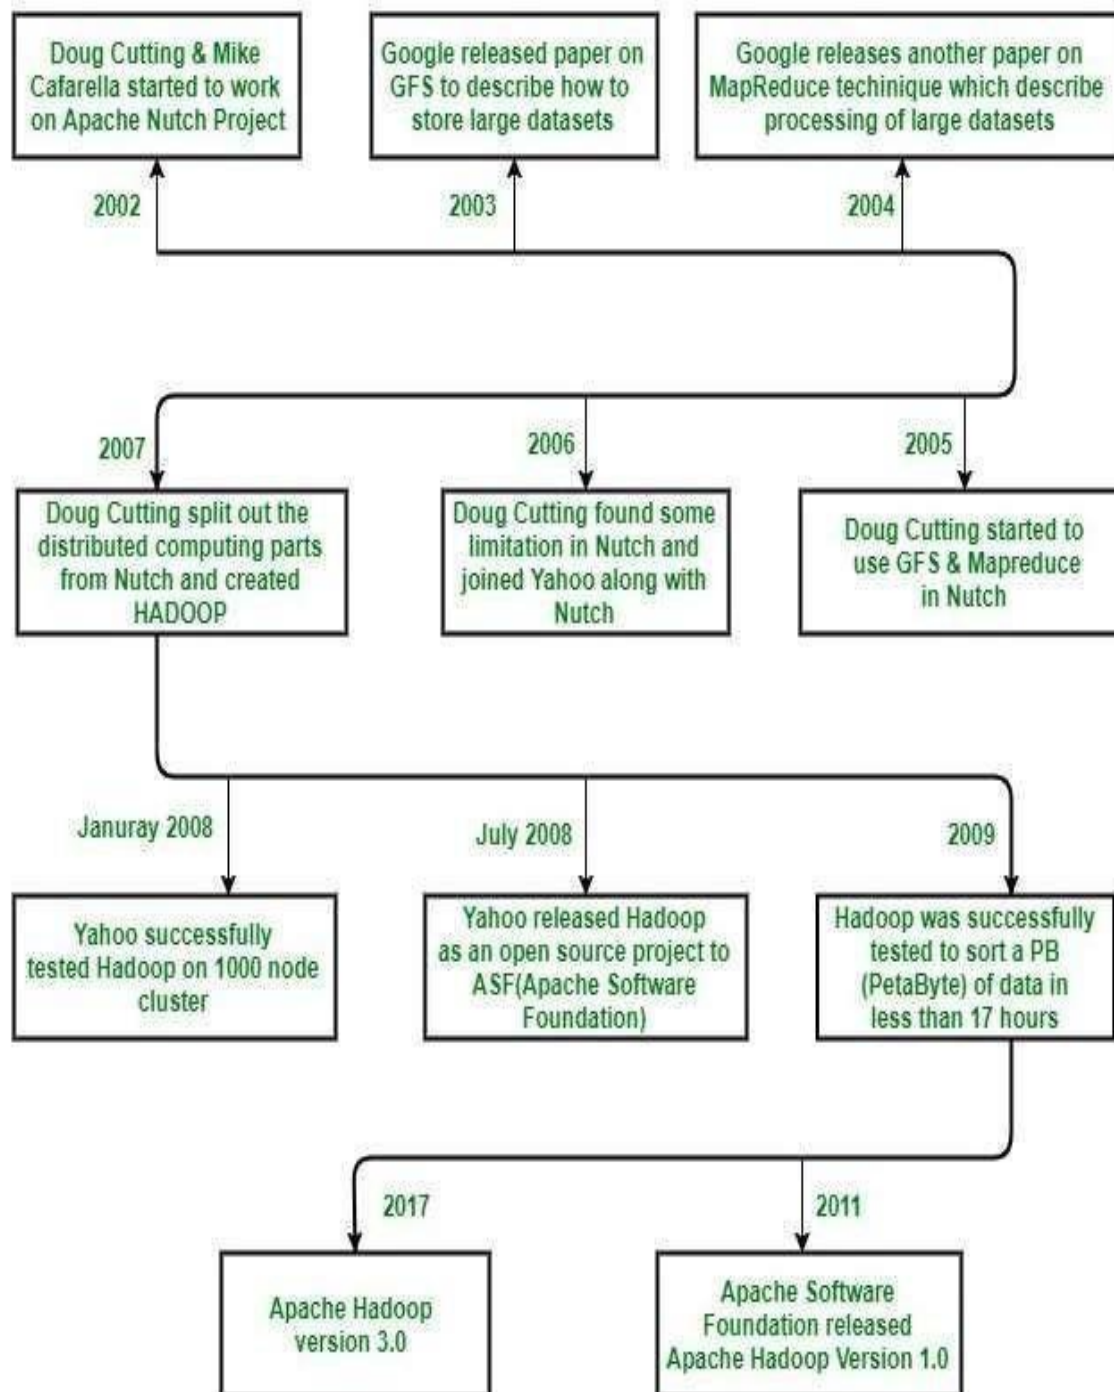 Doug Cutting & Mike
Cafarella started to work
on Apache Nutch Project
Google released paper on
GFS to describe how to
store large datasets
Google releases another paper on
MapReduce techinique which describe
processing of large datasets
2002
2003
2004
2007
2006
2005
Doug Cutting split out the
distributed computing parts
from Nutch and created
HADOOP
Doug Cutting found some
limitation in Nutch and
joined Yahoo along with
Nutch
Doug Cutting started to
use GFS & Mapreduce
in Nutch
Januray 2008
July 2008
2009
Yahoo successfully
tested Hadoop on 1000 node
cluster
Yahoo released Hadoop
as an open source project to
ASF(Apache Software
Foundation)
Hadoop was successfully
tested to sort a PB
(PetaByte) of data in
less than 17 hours
2017
2011
Apache Hadoop
version 3.0
Apache Software
Foundation released
Apache Hadoop Version 1.0